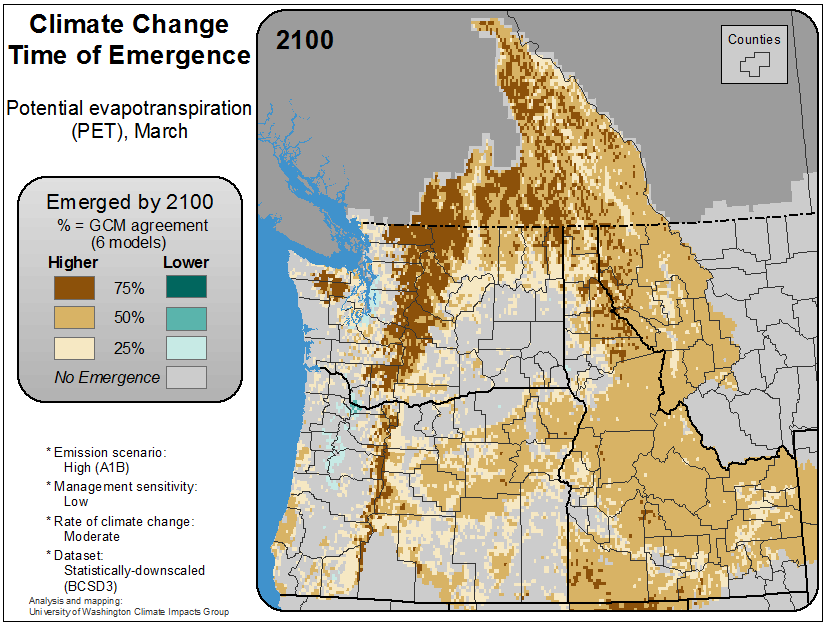 Climate Change
Time of Emergence
Potential evapotranspiration
(PET), March
Emerged by 2100
% = GCM agreement
(6 models)
Higher Lower
75%
50%
25%
No Emergence
* Emission scenario:
High (A1B)
* Management sensitivity:
Low
* Rate of climate change:
Moderate
* Dataset:
Statistically-downscaled
(BCSD3)
Analysis and mapping:
University of Washington Climate Impacts Group
2100
Counties